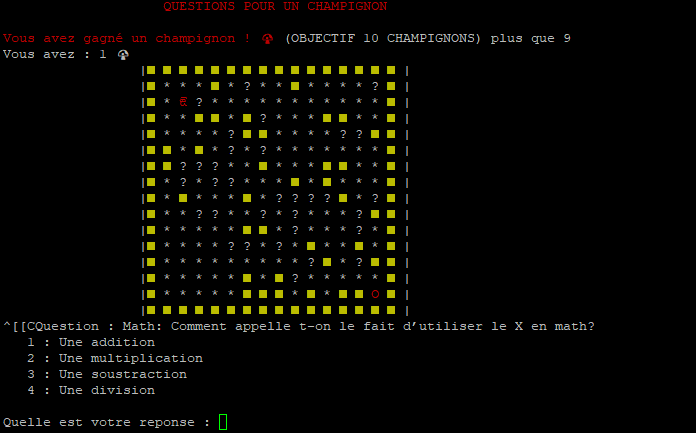 QUESTIONS POUR UN CHAMPIGNON
Vous avez gagné un champignon ! 🍄 (OBJECTIF 10 CHAMPIGNONS) plus que 9
Vous avez : 1 🍄
|■ ■ ■ ■ ■ ■ ■ ■ ■ ■ ■ ■ ■ ■ ■ ■ |
|■ * * * ■ * ? * * ■ * * * * ? ■ |
|■ * @ ? * * * * * * * * * * * ■ |
|■ * * ■ ■ * ■ ? * * * ■ ■ * * ■ |
|■ * * * * ? ■ ■ * * * * ? ? ■ ■ |
|■ ■ * ■ * ? * ? * * * * * * * ■ |
|■ ■ ? ? ? * * ■ * * * ■ ■ * * ■ |
|■ * ? * ? ? * * * ■ * ■ * * * ■ |
|■ * ■ * * * ■ * ? ? ? ? ■ * ? ■ |
|■ * * ? ? * * ? * ? * * * ? ■ ■ |
|■ * * * * * ■ ■ * ? * * * ? * ■ |
|■ * * * * ? ? * ? * ■ * * ■ * ■ |
|■ * * * * * * * * * ? ■ * ? ■ ■ |
|■ * * * * * ■ * ■ ? * * * * * ■ |
|■ * * * * * ■ ■ ■ * ■ * ■ ■ O ■ |
|■ ■ ■ ■ ■ ■ ■ ■ ■ ■ ■ ■ ■ ■ ■ ■ |
^[[CQuestion : Math: Comment appelle t-on le fait d’utiliser le X en math?
1 : Une addition
2 : Une multiplication
3 : Une soustraction
4 : Une division
Quelle est votre reponse :